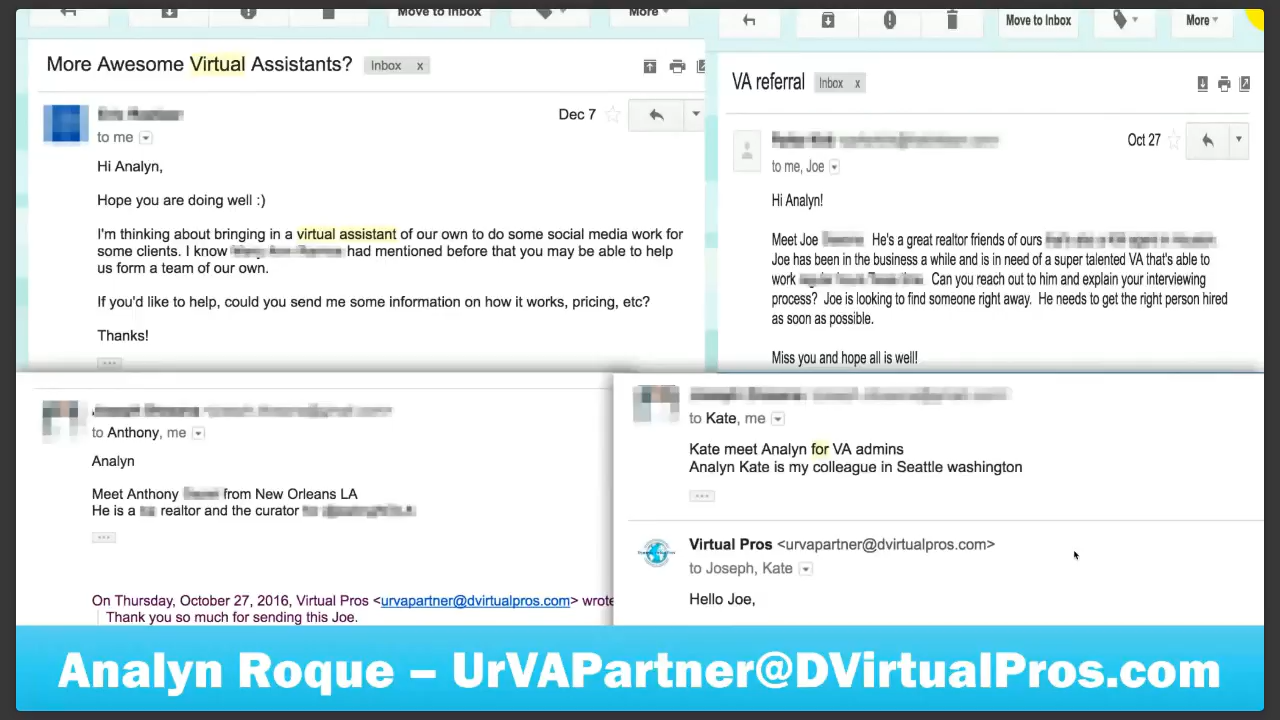 Move to Inbox
More
Move to Inbox
More
More Awesome Virtual Assistants?
Inbox x
Dec 7
to me
Hi Analyn,
Hope you are doing well :)
I'm thinking about bringing in a virtual assistant of our own to do some social media work for
some clients. I know had mentioned before that you may be able to help
us form a team of our own.
If you'd like to help, could you send me some information on how it works, pricing, etc?
Thanks!
VA referral
Inbox x
Oct 27
to me, Joe
Hi Analyn!
Meet Joe He's a great realtor friends of ours
Joe has been in the business a while and is in need of a super talented VA that's able to
work Can you reach out to him and explain your interviewing
process? Joe is looking to find someone right away. He needs to get the right person hired
as soon as possible.
Miss you and hope all is well!
to Anthony, me
Analyn
Meet Anthony from New Orleans LA
He is a realtor and the curator
On Thursday, October 27, 2016, Virtual Pros <urvapartner@dvirtualpros.com> wrote
Thank you so much for sending this Joe.
to Kate, me
Kate meet Analyn for VA admins
Analyn Kate is my colleague in Seattle washington
Virtual Pros <urvapartner@dvirtualpros.com>
to Joseph, Kate
Hello Joe,
Analyn Roque – UrVAPartner@DVirtualPros.com